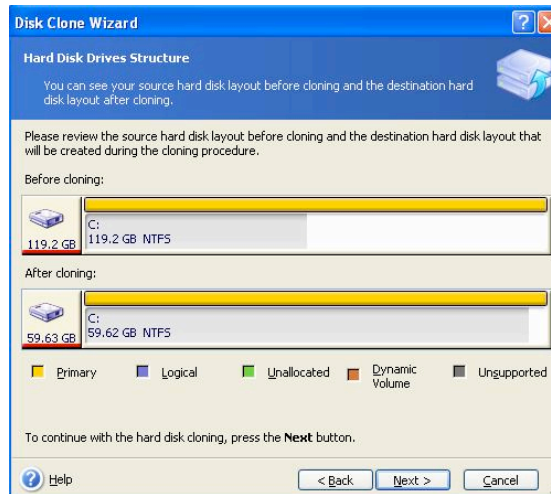 Disk Clone Wizard
Hard Disk Drives Structure
You can see your source hard disk layout before cloning and the destination hard
disk layout after cloning.
Please review the source hard disk layout before cloning and the destination hard disk layout that
will be created during the cloning procedure.
Before cloning:
C:
119.2 GB NTFS
119.2 GB
After cloning:
C:
59.62 GB NTFS
59.63 GB
Primary
Logical
Unallocated
Dynamic
Volume
Unsupported
To continue with the hard disk cloning, press the Next button.
? Help
< Back
Next >
Cancel